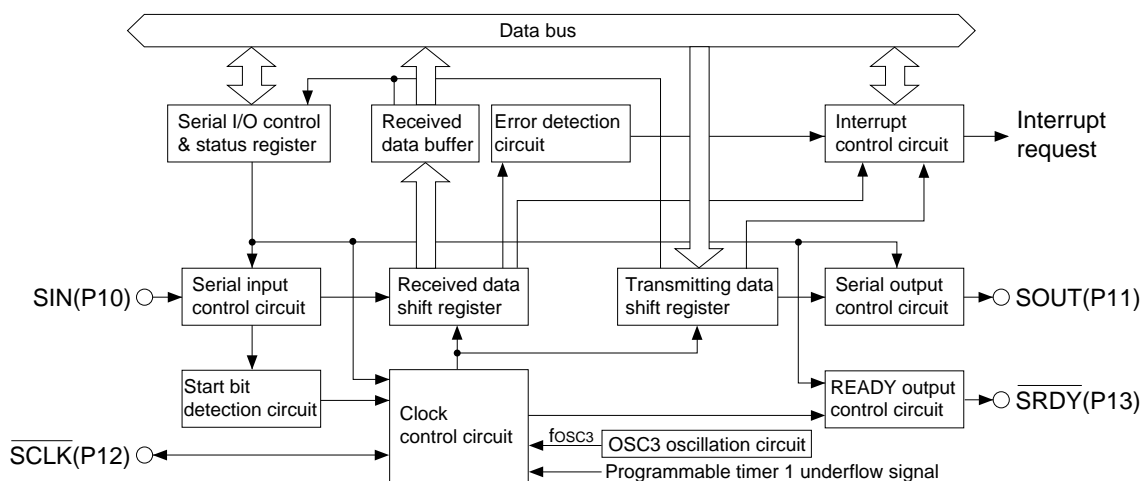 Data bus
Serial I/O control
& status register
Received
data buffer
Error detection
circuit
Interrupt
control circuit
Interrupt
request
SIN(P10)
Serial input
control circuit
Received data
shift register
Transmitting data
shift register
Serial output
control circuit
SOUT(P11)
Start bit
detection circuit
Clock
control circuit
READY output
control circuit
SRDY(P13)
fOSC3
OSC3 oscillation circuit
SCLK(P12)
Programmable timer 1 underflow signal